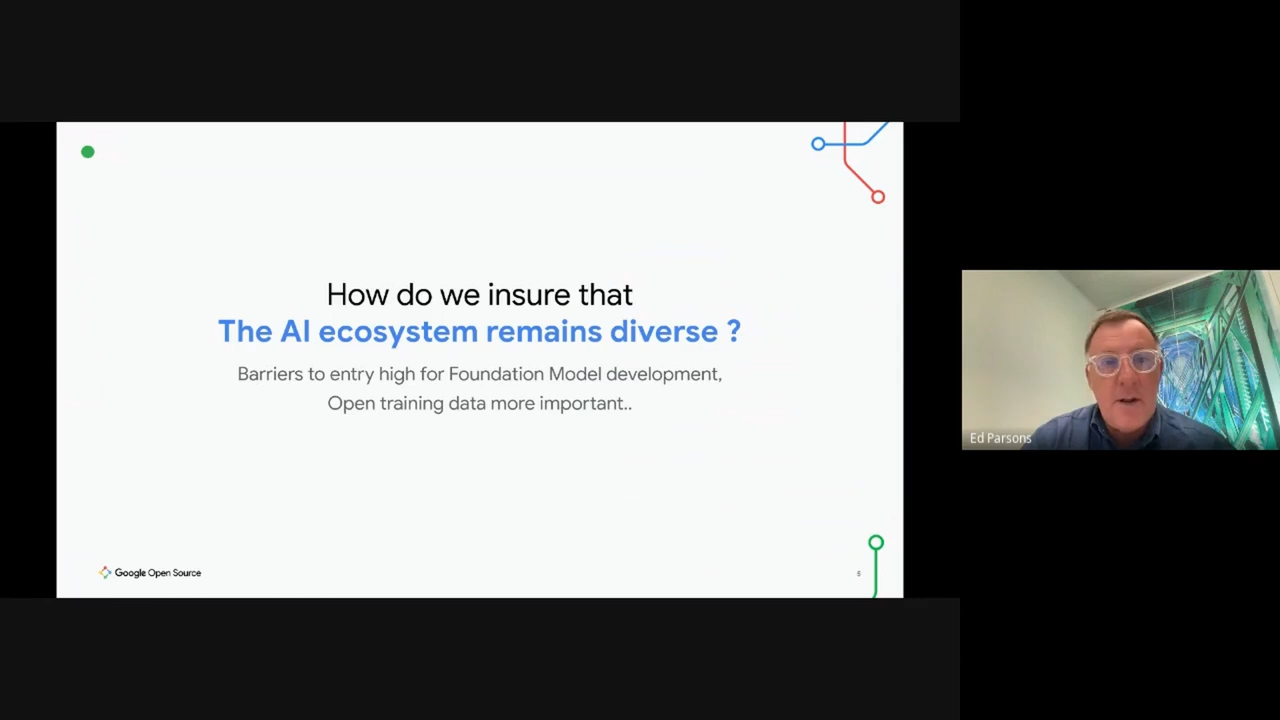 How do we insure that
The AI ecosystem remains diverse ?
Barriers to entry high for Foundation Model development,
Open training data more important..
Google Open Source
5
Ed Parsons